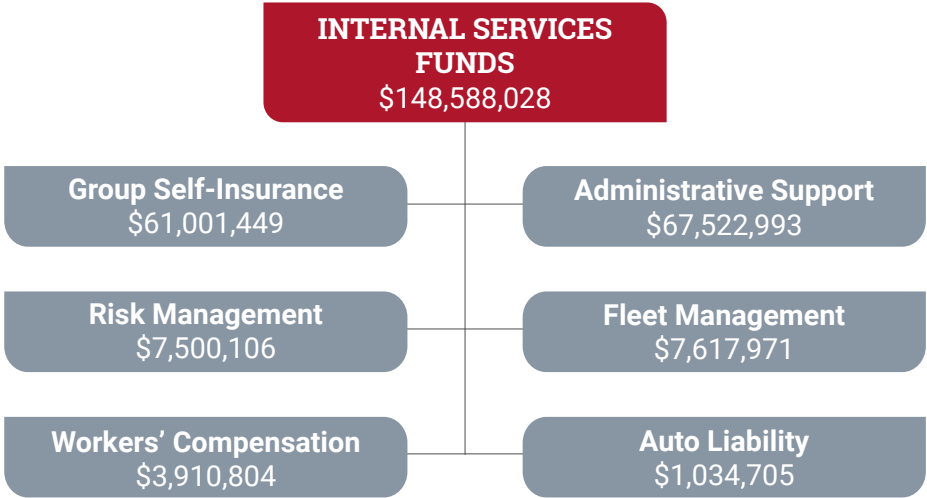 INTERNAL SERVICES
FUNDS
$148,588,028
Group Self-Insurance
$61,001,449
Administrative Support
$67,522,993
Risk Management
$7,500,106
Fleet Management
$7,617,971
Workers’ Compensation
$3,910,804
Auto Liability
$1,034,705